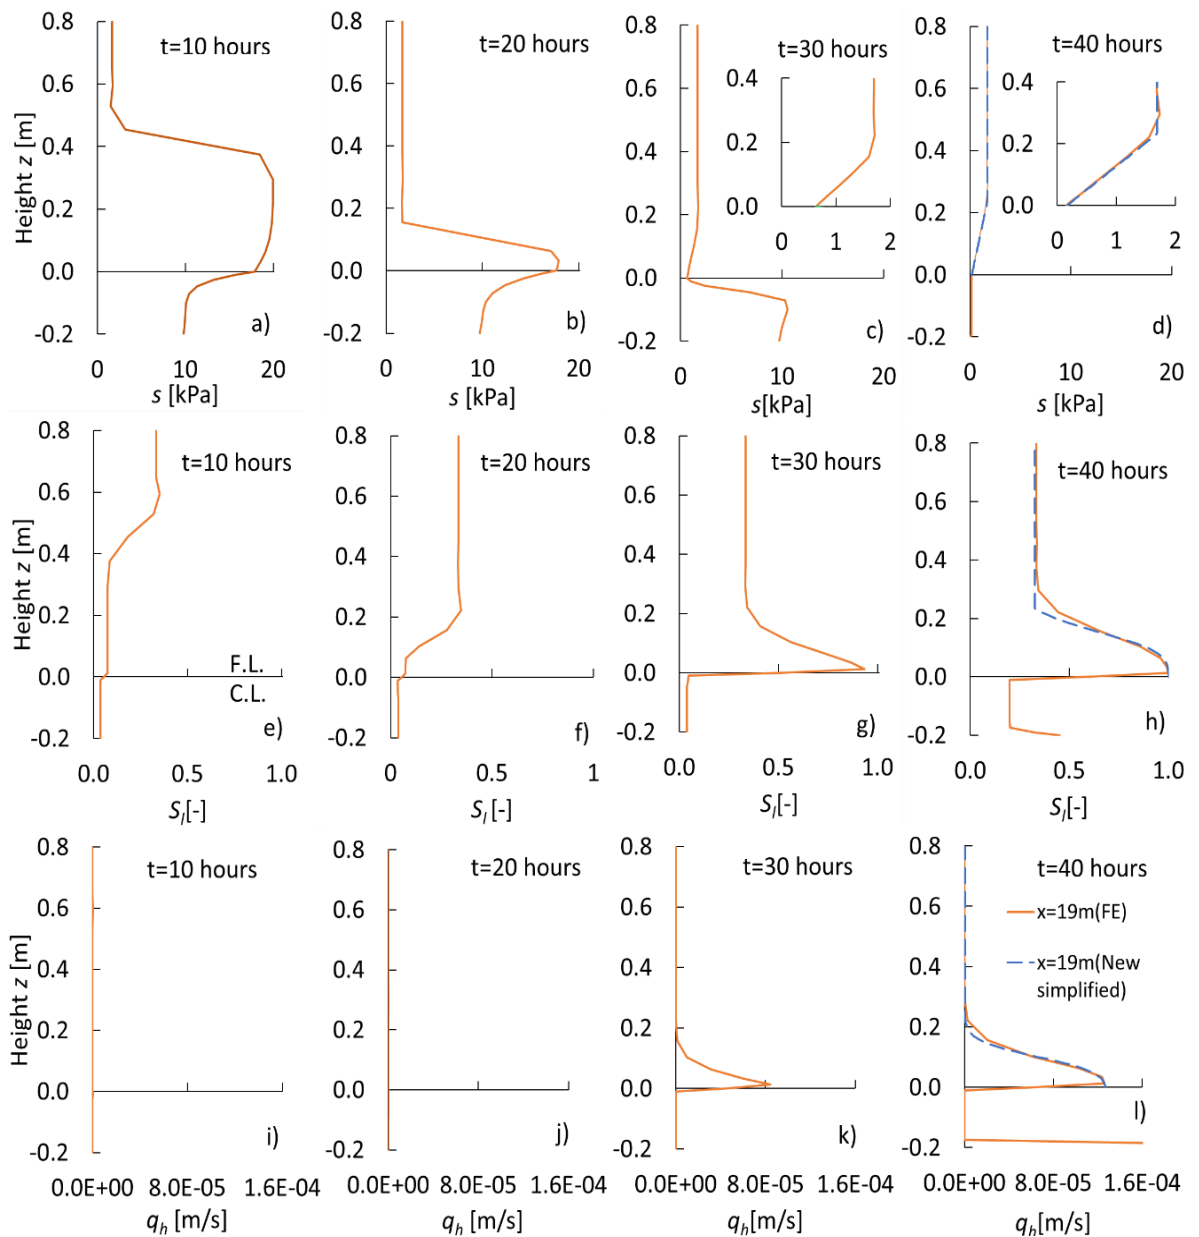 0.8
0.6
0.4
0.2
0.0
-0.2
Height z [m]
t=10 hours
a)
0
10
20
s [kPa]
0.8
0.6
0.4
0.2
0.0
-0.2
t=20 hours
b)
0
10
20
s [kPa]
0.8
0.6
0.4
0.2
0.0
-0.2
t=30 hours
0.4
0.2
0.0
0
1
2
c)
0
10
20
s[kPa]
0.8
0.6
0.4
0.2
0.0
-0.2
t=40 hours
0.4
0.2
0.0
0
1
2
d)
0
10
20
s [kPa]
0.8
0.6
0.4
0.2
0.0
-0.2
Height z [m]
t=10 hours
F.L.
C.L.
e)
0.0
0.5
1.0
Sl[-]
0.8
0.6
0.4
0.2
0.0
-0.2
t=20 hours
f)
0
0.5
1
Sl [-]
0.8
0.6
0.4
0.2
0.0
-0.2
t=30 hours
g)
0.0
0.5
1.0
Sl [-]
0.8
0.6
0.4
0.2
0.0
-0.2
t=40 hours
h)
0.0
0.5
1.0
Sl[-]
0.8
0.6
0.4
0.2
0.0
-0.2
Height z [m]
t=10 hours
i)
0.0E+00
8.0E-05
1.6E-04
qh [m/s]
0.8
0.6
0.4
0.2
0.0
-0.2
t=20 hours
j)
0.0E+00
8.0E-05
1.6E-04
qh [m/s]
0.8
0.6
0.4
0.2
0.0
-0.2
t=30 hours
k)
0.0E+00
8.0E-05
1.6E-04
qh[m/s]
0.8
0.6
0.4
0.2
0.0
-0.2
t=40 hours
x=19m(FE)
x=19m(New
simplified)
l)
0.0E+00
8.0E-05
1.6E-04
qh[m/s]